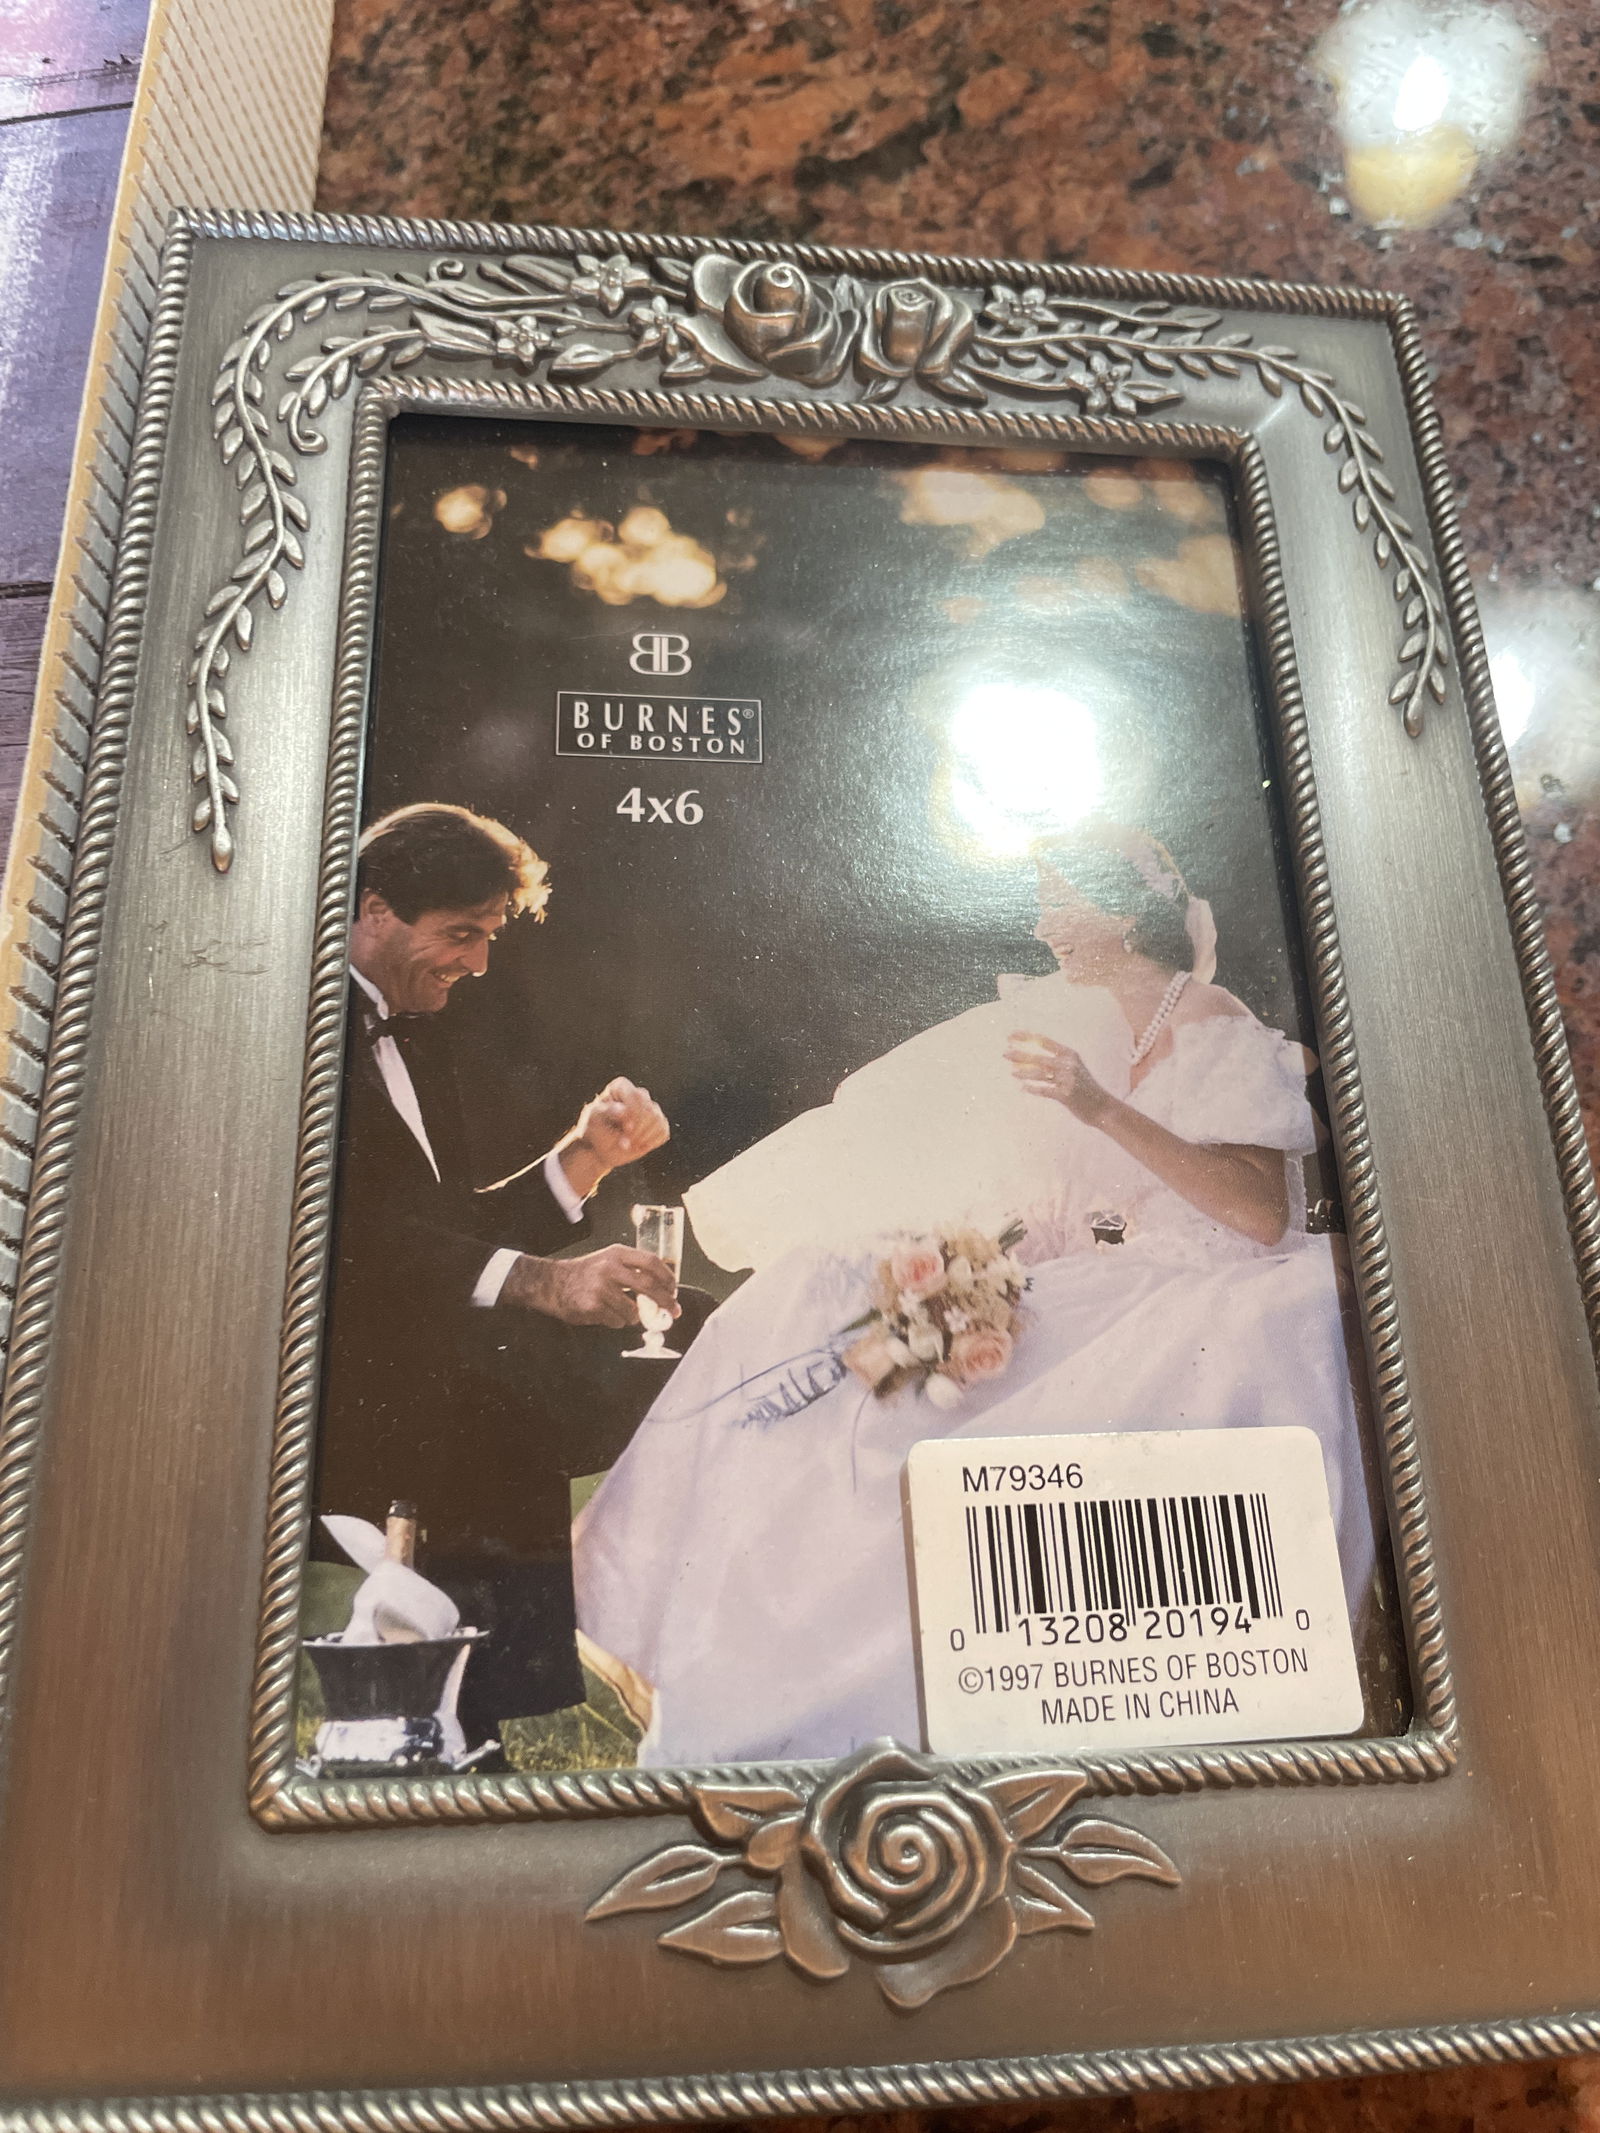 BB
BURNES®
OF BOSTON
4x6
M79346
0 13208 20194 0
©1997 BURNES OF BOSTON
MADE IN CHINA